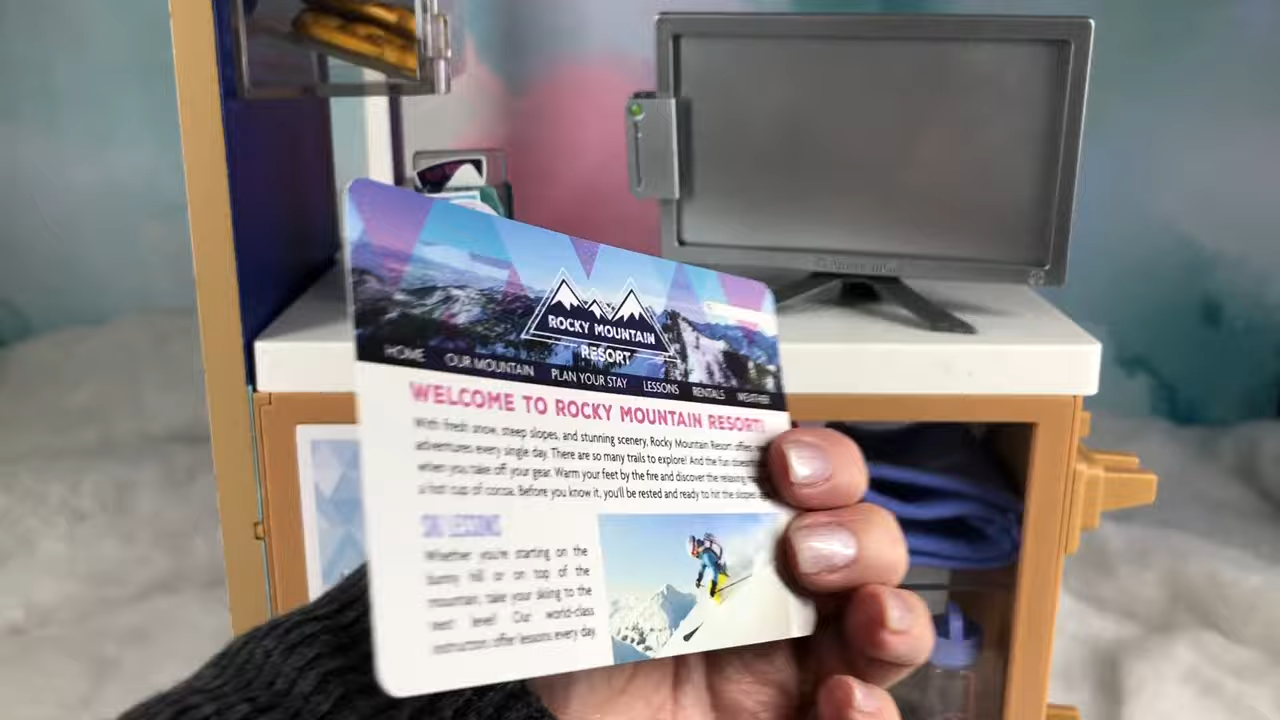 ROCKY MOUNTAIN
RESORT
HOME OUR MOUNTAIN PLAN YOUR STAY LESSONS RENTALS WEATHER
WELCOME TO ROCKY MOUNTAIN RESORT!
With fresh snow, steep slopes, and stunning scenery, Rocky Mountain Resort offers
adventures every single day. There are so many trails to explore! And the fun doesn't
when you take off your gear. Warm your feet by the fire and discover the relaxing
a hot cup of cocoa. Before you know it, you'll be rested and ready to hit the slopes
SKI LESSONS
Whether you're starting on the
bunny hill or on top of the
mountain, take your skiing to the
next level! Our world-class
instructors offer lessons every day.